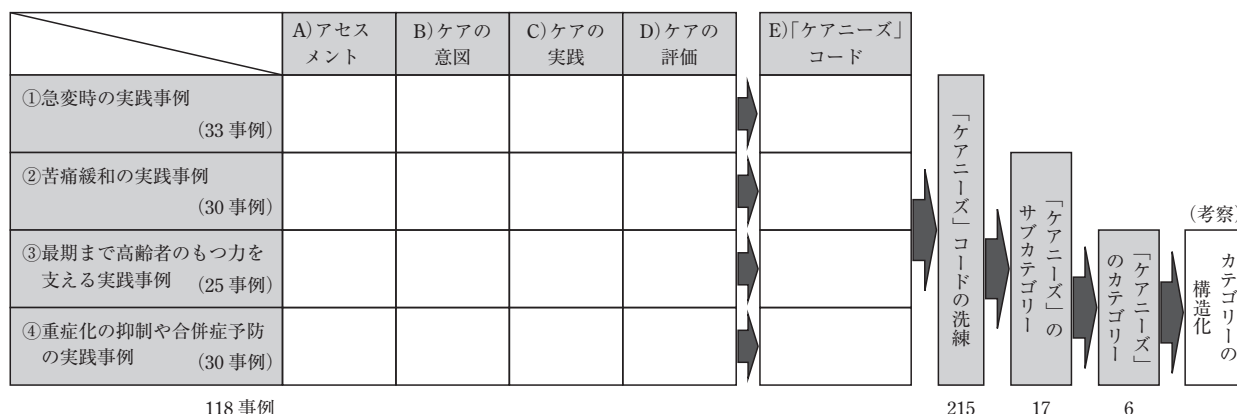 A)アセス
メント
B)ケアの
意図
C)ケアの
実践
D)ケアの
評価
E)「ケアニーズ」
コード
①急変時の実践事例
(33 事例)
②苦痛緩和の実践事例
(30 事例)
③最期まで高齢者のもつ力を
支える実践事例 (25 事例)
④重症化の抑制や合併症予防
の実践事例 (30 事例)
118 事例
「ケアニーズ」コードの洗練
215
「ケアニーズ」の
サブカテゴリー
17
「ケアニーズ」
のカテゴリー
6
(考察)
カテゴリーの
構造化